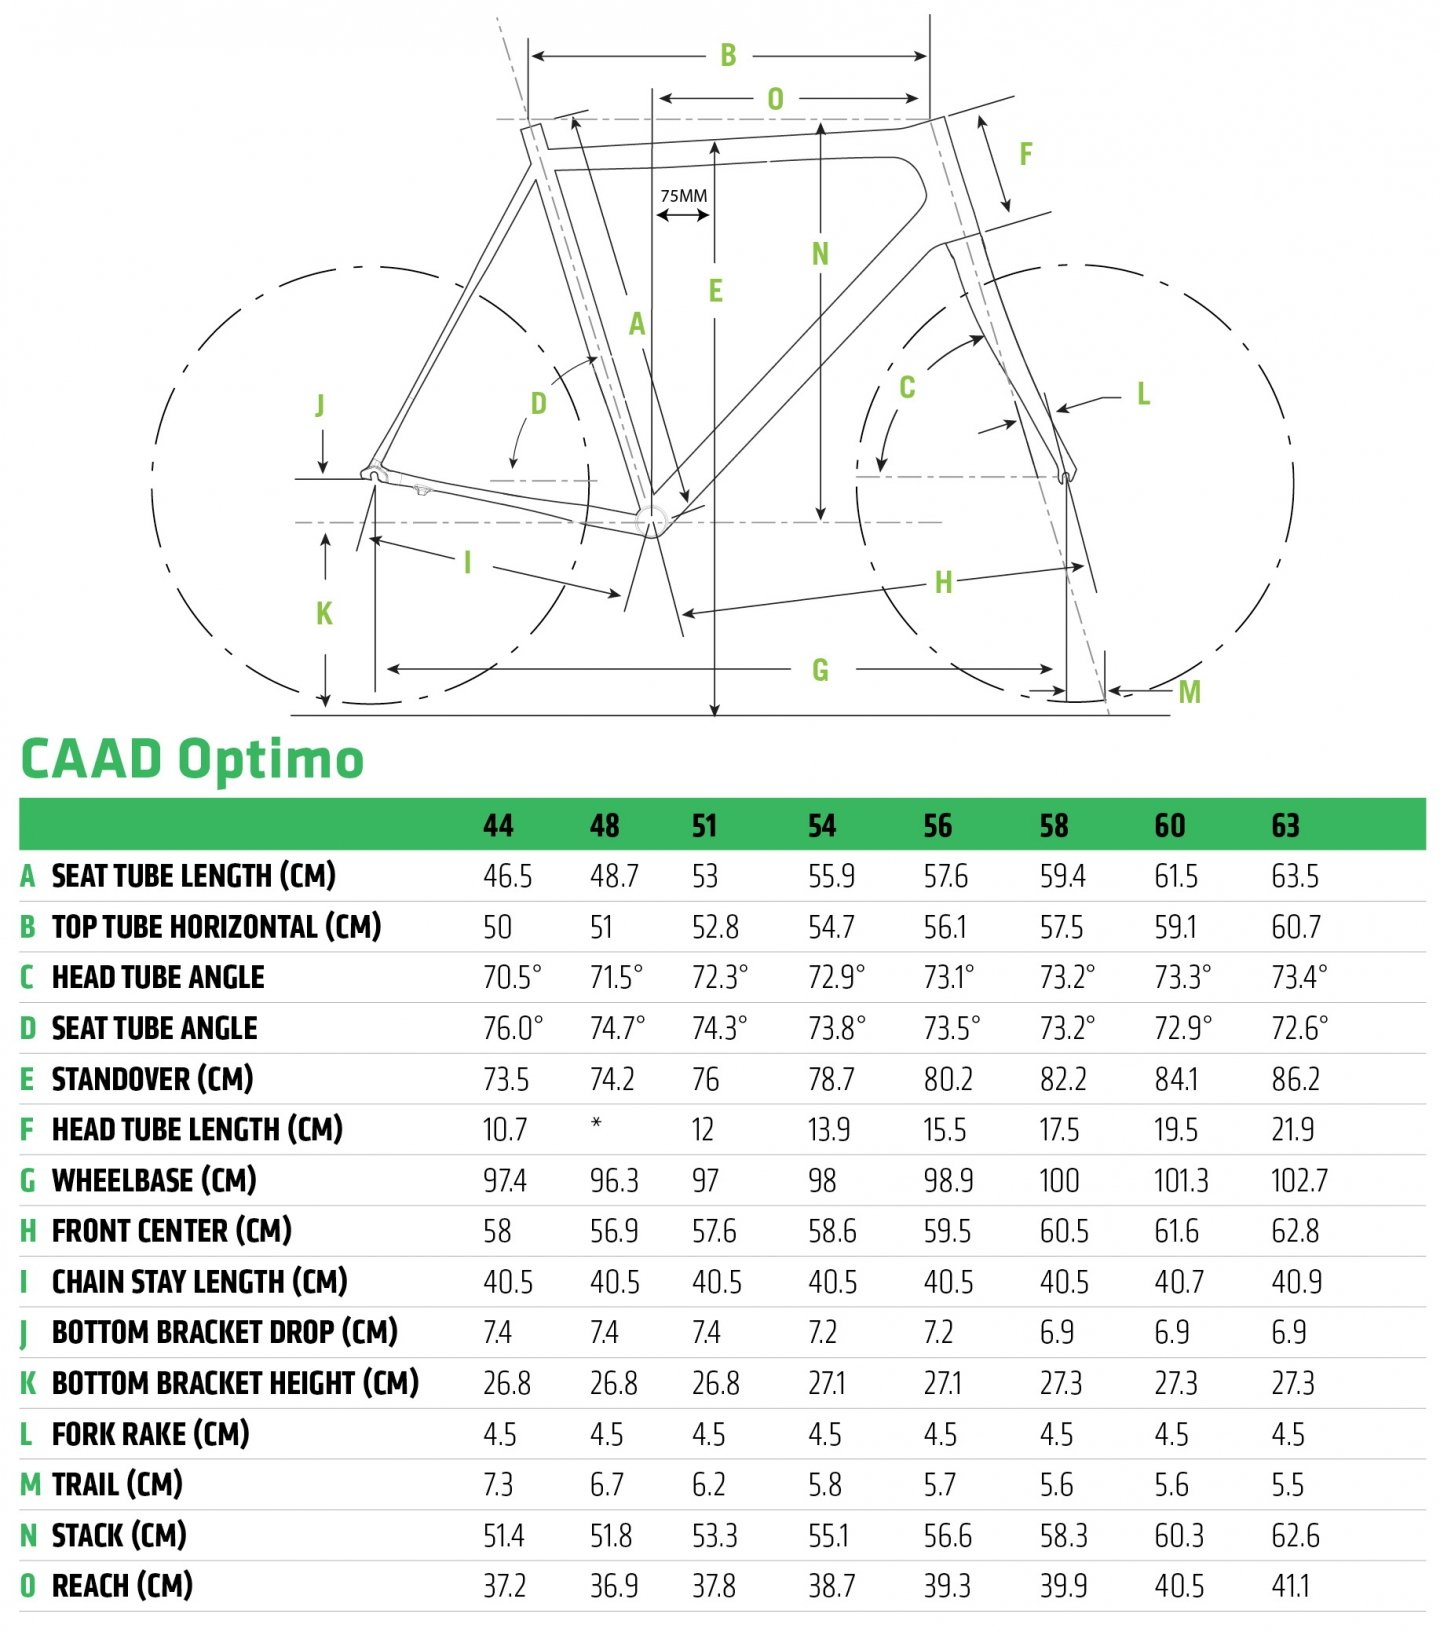 B
O
F
75MM
N
E
A
C
L
D
J
I
H
K
G
M
CAAD Optimo
44 48 51 54 56 58 60 63
A SEAT TUBE LENGTH (CM) 46.5 48.7 53 55.9 57.6 59.4 61.5 63.5
B TOP TUBE HORIZONTAL (CM) 50 51 52.8 54.7 56.1 57.5 59.1 60.7
C HEAD TUBE ANGLE 70.5° 71.5° 72.3° 72.9° 73.1° 73.2° 73.3° 73.4°
D SEAT TUBE ANGLE 76.0° 74.7° 74.3° 73.8° 73.5° 73.2° 72.9° 72.6°
E STANDOVER (CM) 73.5 74.2 76 78.7 80.2 82.2 84.1 86.2
F HEAD TUBE LENGTH (CM) 10.7 * 12 13.9 15.5 17.5 19.5 21.9
G WHEELBASE (CM) 97.4 96.3 97 98 98.9 100 101.3 102.7
H FRONT CENTER (CM) 58 56.9 57.6 58.6 59.5 60.5 61.6 62.8
I CHAIN STAY LENGTH (CM) 40.5 40.5 40.5 40.5 40.5 40.5 40.7 40.9
J BOTTOM BRACKET DROP (CM) 7.4 7.4 7.4 7.2 7.2 6.9 6.9 6.9
K BOTTOM BRACKET HEIGHT (CM) 26.8 26.8 26.8 27.1 27.1 27.3 27.3 27.3
L FORK RAKE (CM) 4.5 4.5 4.5 4.5 4.5 4.5 4.5 4.5
M TRAIL (CM) 7.3 6.7 6.2 5.8 5.7 5.6 5.6 5.5
N STACK (CM) 51.4 51.8 53.3 55.1 56.6 58.3 60.3 62.6
O REACH (CM) 37.2 36.9 37.8 38.7 39.3 39.9 40.5 41.1